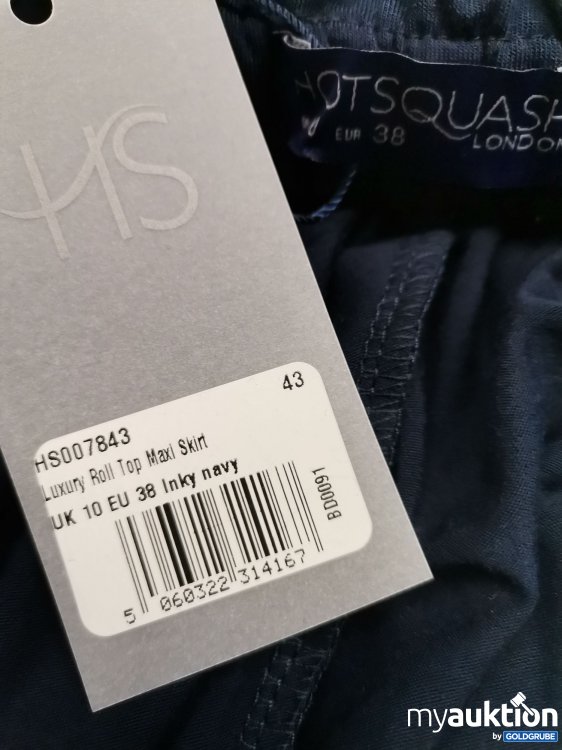 HS
HOTSQUASH
EUR 38
LONDON
43
HS007843
Luxury Roll Top Maxi Skirt
UK 10 EU 38 Inky navy
BD0091
5 060322 314167
myauktion
by GOLDGRUBE